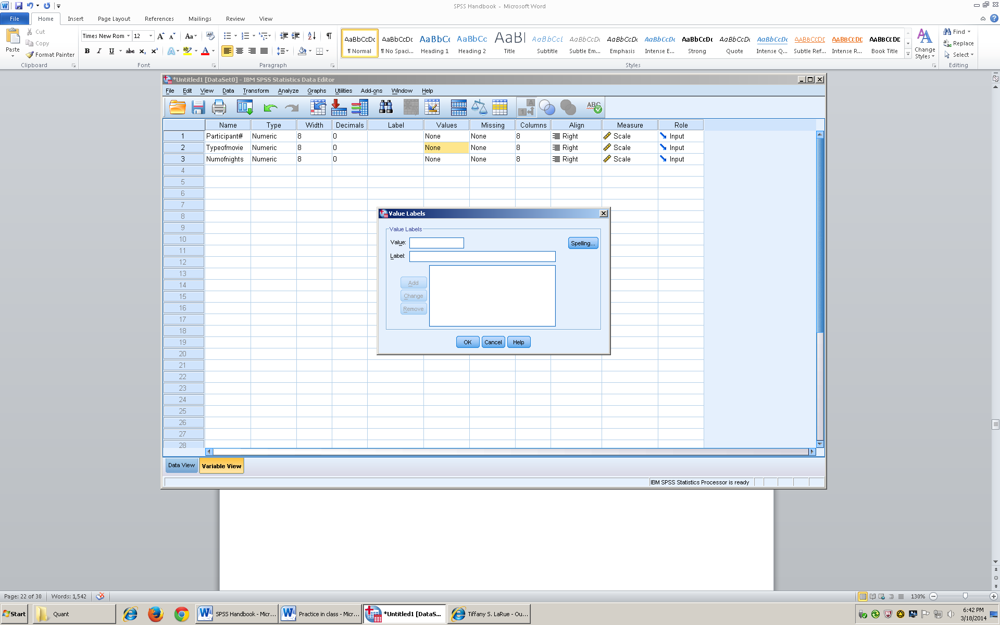 SPSS Handbook - Microsoft Word
File Home Insert Page Layout References Mailings Review View
Cut
Copy
Format Painter
Paste
Clipboard
Times New Rom 12
Font
Paragraph
AaBbCcDc AaBbCcDc AaBbCc AaBbCc AaBl AaBbCcL AaBbCcDc AaBbCcDc AaBbCcDc AaBbCcDc AaBbCcDc AaBbCcDc AaBbCcDc AaBbCcDc AaBbCcDc
¶ Normal ¶ No Spaci... Heading 1 Heading 2 Title Subtitle Subtle Em... Emphasis Intense E... Strong Quote Intense Q... Subtle Ref... Intense R... Book Title
Change Styles
Styles
Find
Replace
Select
Editing
*Untitled1 [DataSet0] - IBM SPSS Statistics Data Editor
File Edit View Data Transform Analyze Graphs Utilities Add-ons Window Help
Name Type Width Decimals Label Values Missing Columns Align Measure Role
1 Participant# Numeric 8 0 None None 8 Right Scale Input
2 Typeofmovie Numeric 8 0 None None 8 Right Scale Input
3 Numofnights Numeric 8 0 None None 8 Right Scale Input
4
5
6
7
8
9
10
11
12
13
14
15
16
17
18
19
20
21
22
23
24
25
26
27
28
Value Labels
Value Labels
Value:
Spelling...
Label:
Add
Change
Remove
OK Cancel Help
Data View Variable View
IBM SPSS Statistics Processor is ready
Page: 22 of 30 Words: 1,542
130%
Start Quant SPSS Handbook - Micr... Practice in class - Micr... *Untitled1 [DataS... Tiffany S. LaRue - Ou...
6:42 PM
3/18/2014